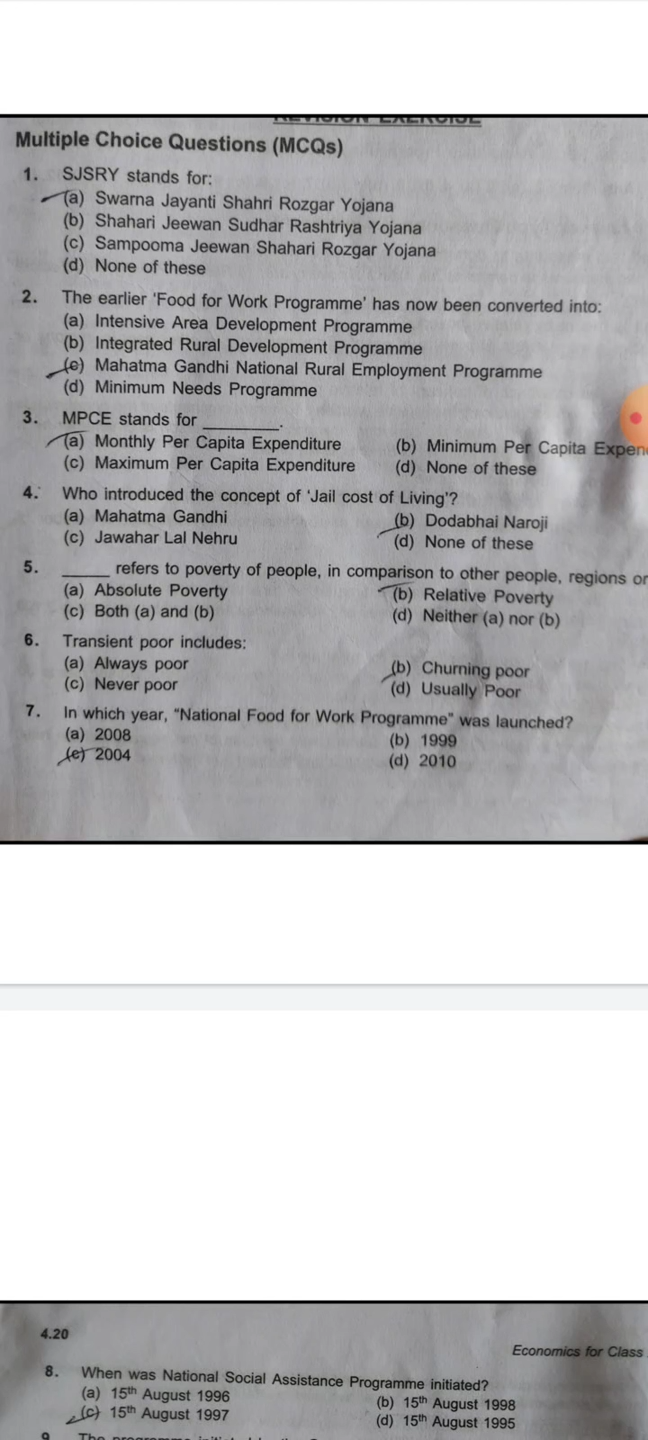 REVISION EXERCISE
Multiple Choice Questions (MCQs)
1. SJSRY stands for:
(a) Swarna Jayanti Shahri Rozgar Yojana
(b) Shahari Jeewan Sudhar Rashtriya Yojana
(c) Sampooma Jeewan Shahari Rozgar Yojana
(d) None of these
2. The earlier 'Food for Work Programme' has now been converted into:
(a) Intensive Area Development Programme
(b) Integrated Rural Development Programme
(c) Mahatma Gandhi National Rural Employment Programme
(d) Minimum Needs Programme
3. MPCE stands for ________.
(a) Monthly Per Capita Expenditure (b) Minimum Per Capita Expen
(c) Maximum Per Capita Expenditure (d) None of these
4. Who introduced the concept of 'Jail cost of Living'?
(a) Mahatma Gandhi (b) Dodabhai Naroji
(c) Jawahar Lal Nehru (d) None of these
5. _____ refers to poverty of people, in comparison to other people, regions or
(a) Absolute Poverty (b) Relative Poverty
(c) Both (a) and (b) (d) Neither (a) nor (b)
6. Transient poor includes:
(a) Always poor (b) Churning poor
(c) Never poor (d) Usually Poor
7. In which year, "National Food for Work Programme" was launched?
(a) 2008 (b) 1999
(c) 2004 (d) 2010
4.20
Economics for Class
8. When was National Social Assistance Programme initiated?
(a) 15th August 1996 (b) 15th August 1998
(c) 15th August 1997 (d) 15th August 1995
9. The programme